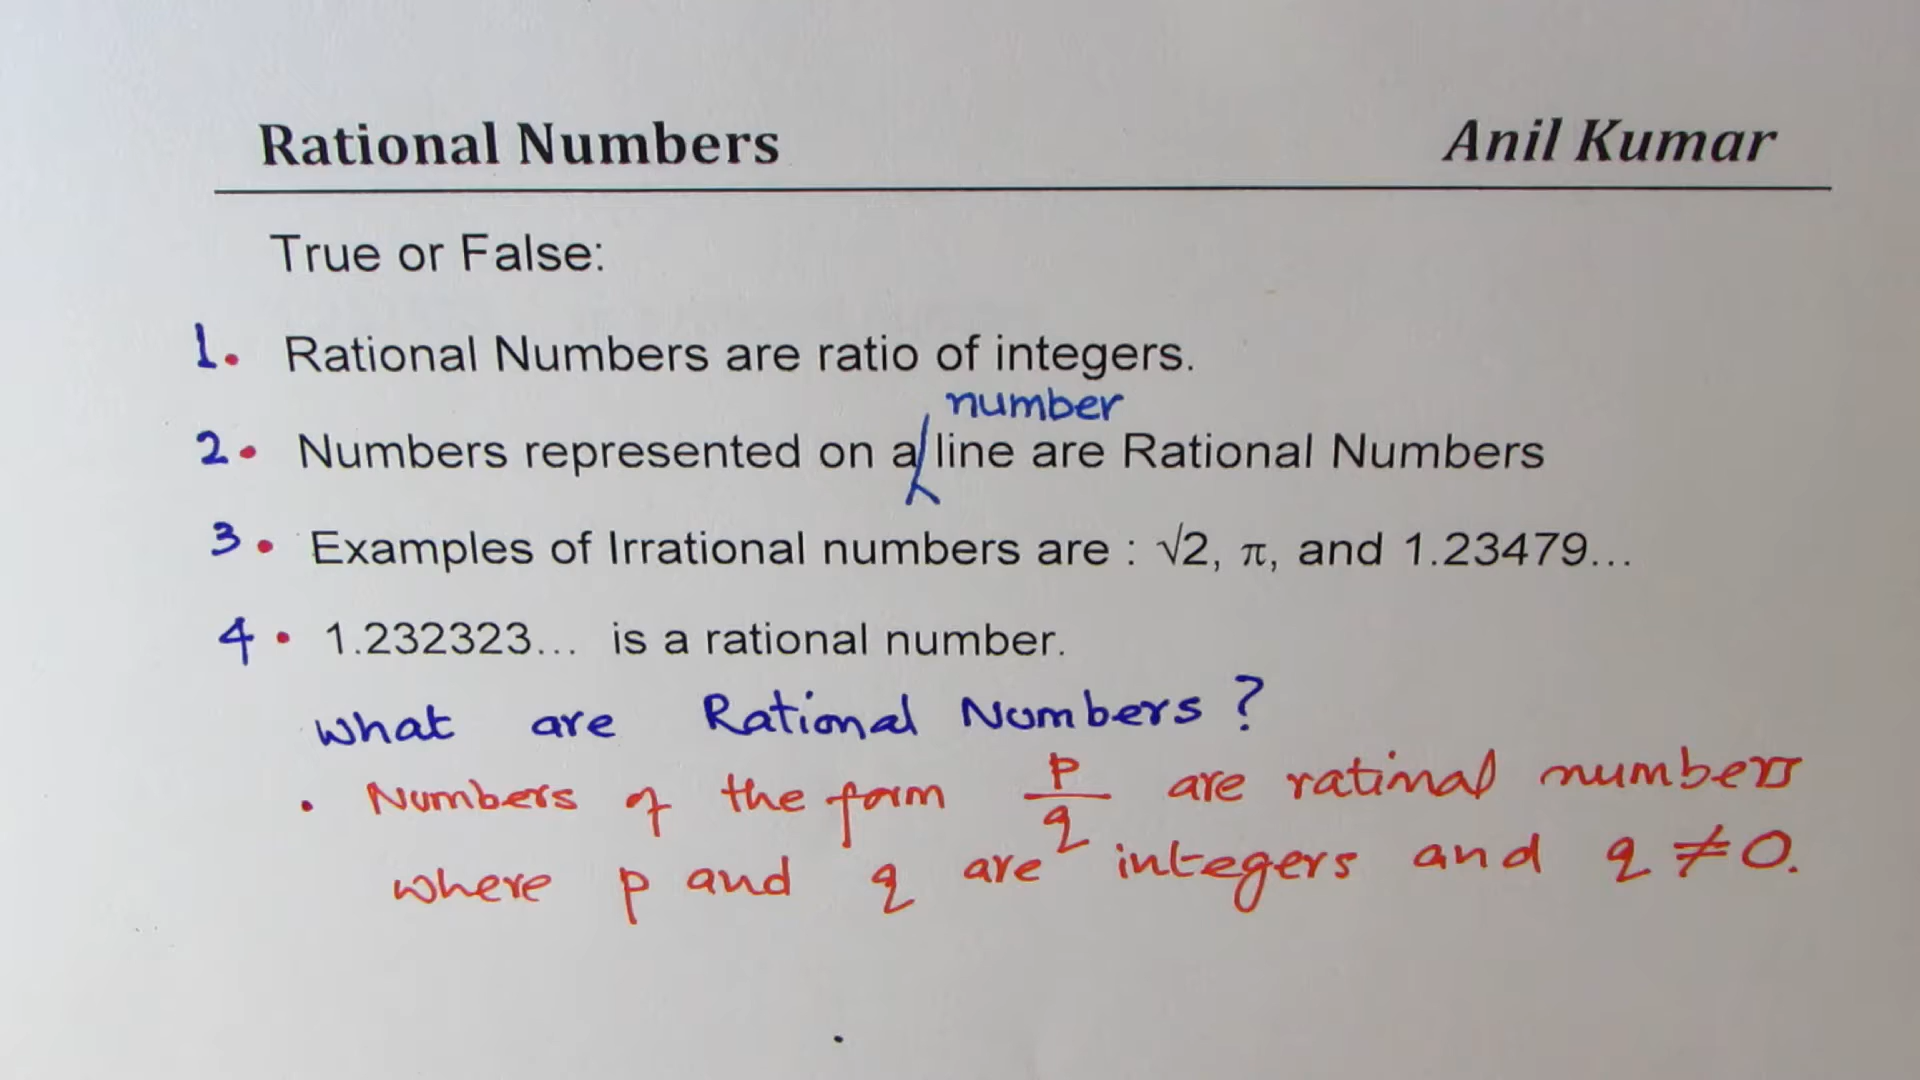 Rational Numbers Anil Kumar
True or False:
1. Rational Numbers are ratio of integers.
number
2. Numbers represented on a line are Rational Numbers
3. Examples of Irrational numbers are : √2, π, and 1.23479...
4. 1.232323... is a rational number.
What are Rational Numbers ?
. Numbers of the form p/q are rational numbers
where p and q are integers and q ≠ 0.